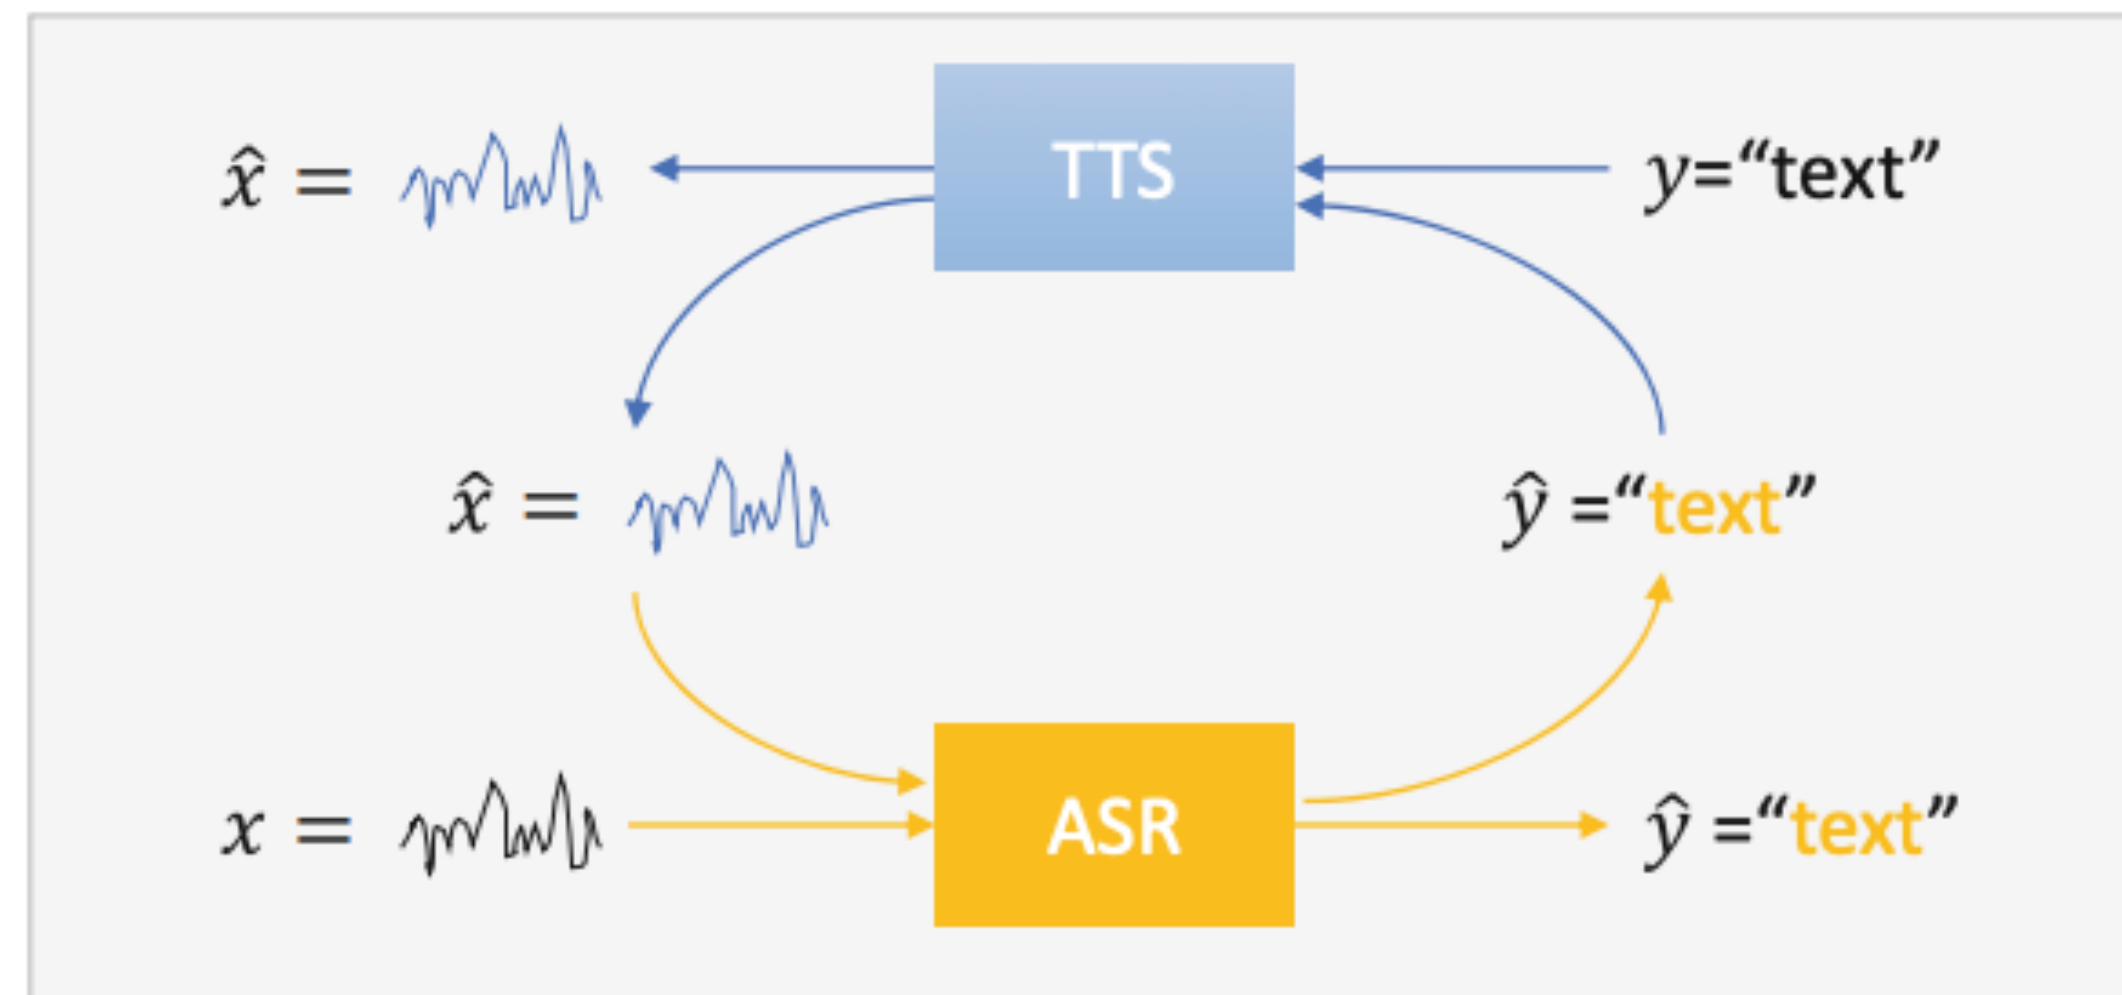 x̂ = TTS y="text"
x̂ = ŷ ="text"
x = ASR ŷ ="text"